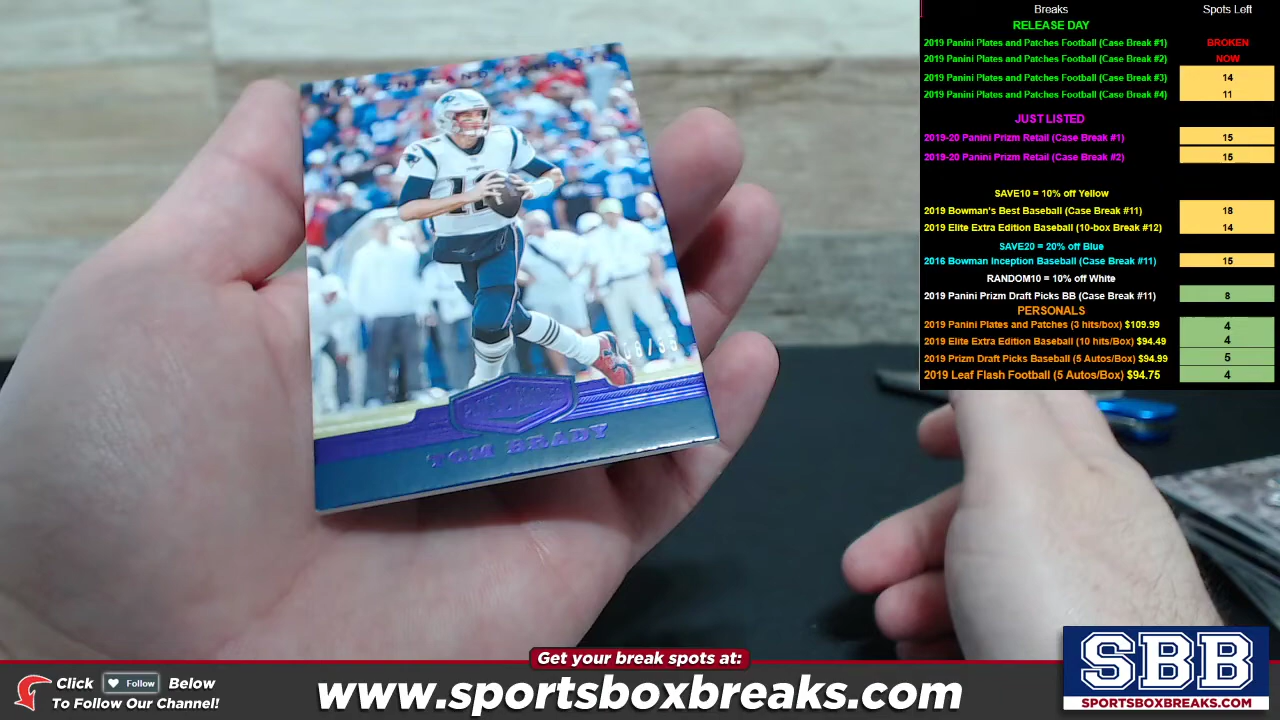 NEW ENGLAND PATRIOTS
TOM BRADY
Breaks Spots Left
RELEASE DAY
2019 Panini Plates and Patches Football (Case Break #1) BROKEN
2019 Panini Plates and Patches Football (Case Break #2) NOW
2019 Panini Plates and Patches Football (Case Break #3) 14
2019 Panini Plates and Patches Football (Case Break #4) 11
JUST LISTED
2019-20 Panini Prizm Retail (Case Break #1) 15
2019-20 Panini Prizm Retail (Case Break #2) 15
SAVE10 = 10% off Yellow
2019 Bowman's Best Baseball (Case Break #11) 18
2019 Elite Extra Edition Baseball (10-box Break #12) 14
SAVE20 = 20% off Blue
2016 Bowman Inception Baseball (Case Break #11) 15
RANDOM10 = 10% off White
2019 Panini Prizm Draft Picks BB (Case Break #11) 8
PERSONALS
2019 Panini Plates and Patches (3 hits/box) $109.99 4
2019 Elite Extra Edition Baseball (10 hits/Box) $94.49 4
2019 Prizm Draft Picks Baseball (5 Autos/Box) $94.99 5
2019 Leaf Flash Football (5 Autos/Box) $94.75 4
Get your break spots at:
Click Follow Below
To Follow Our Channel!
www.sportsboxbreaks.com
SBB
SPORTSBOXBREAKS.COM